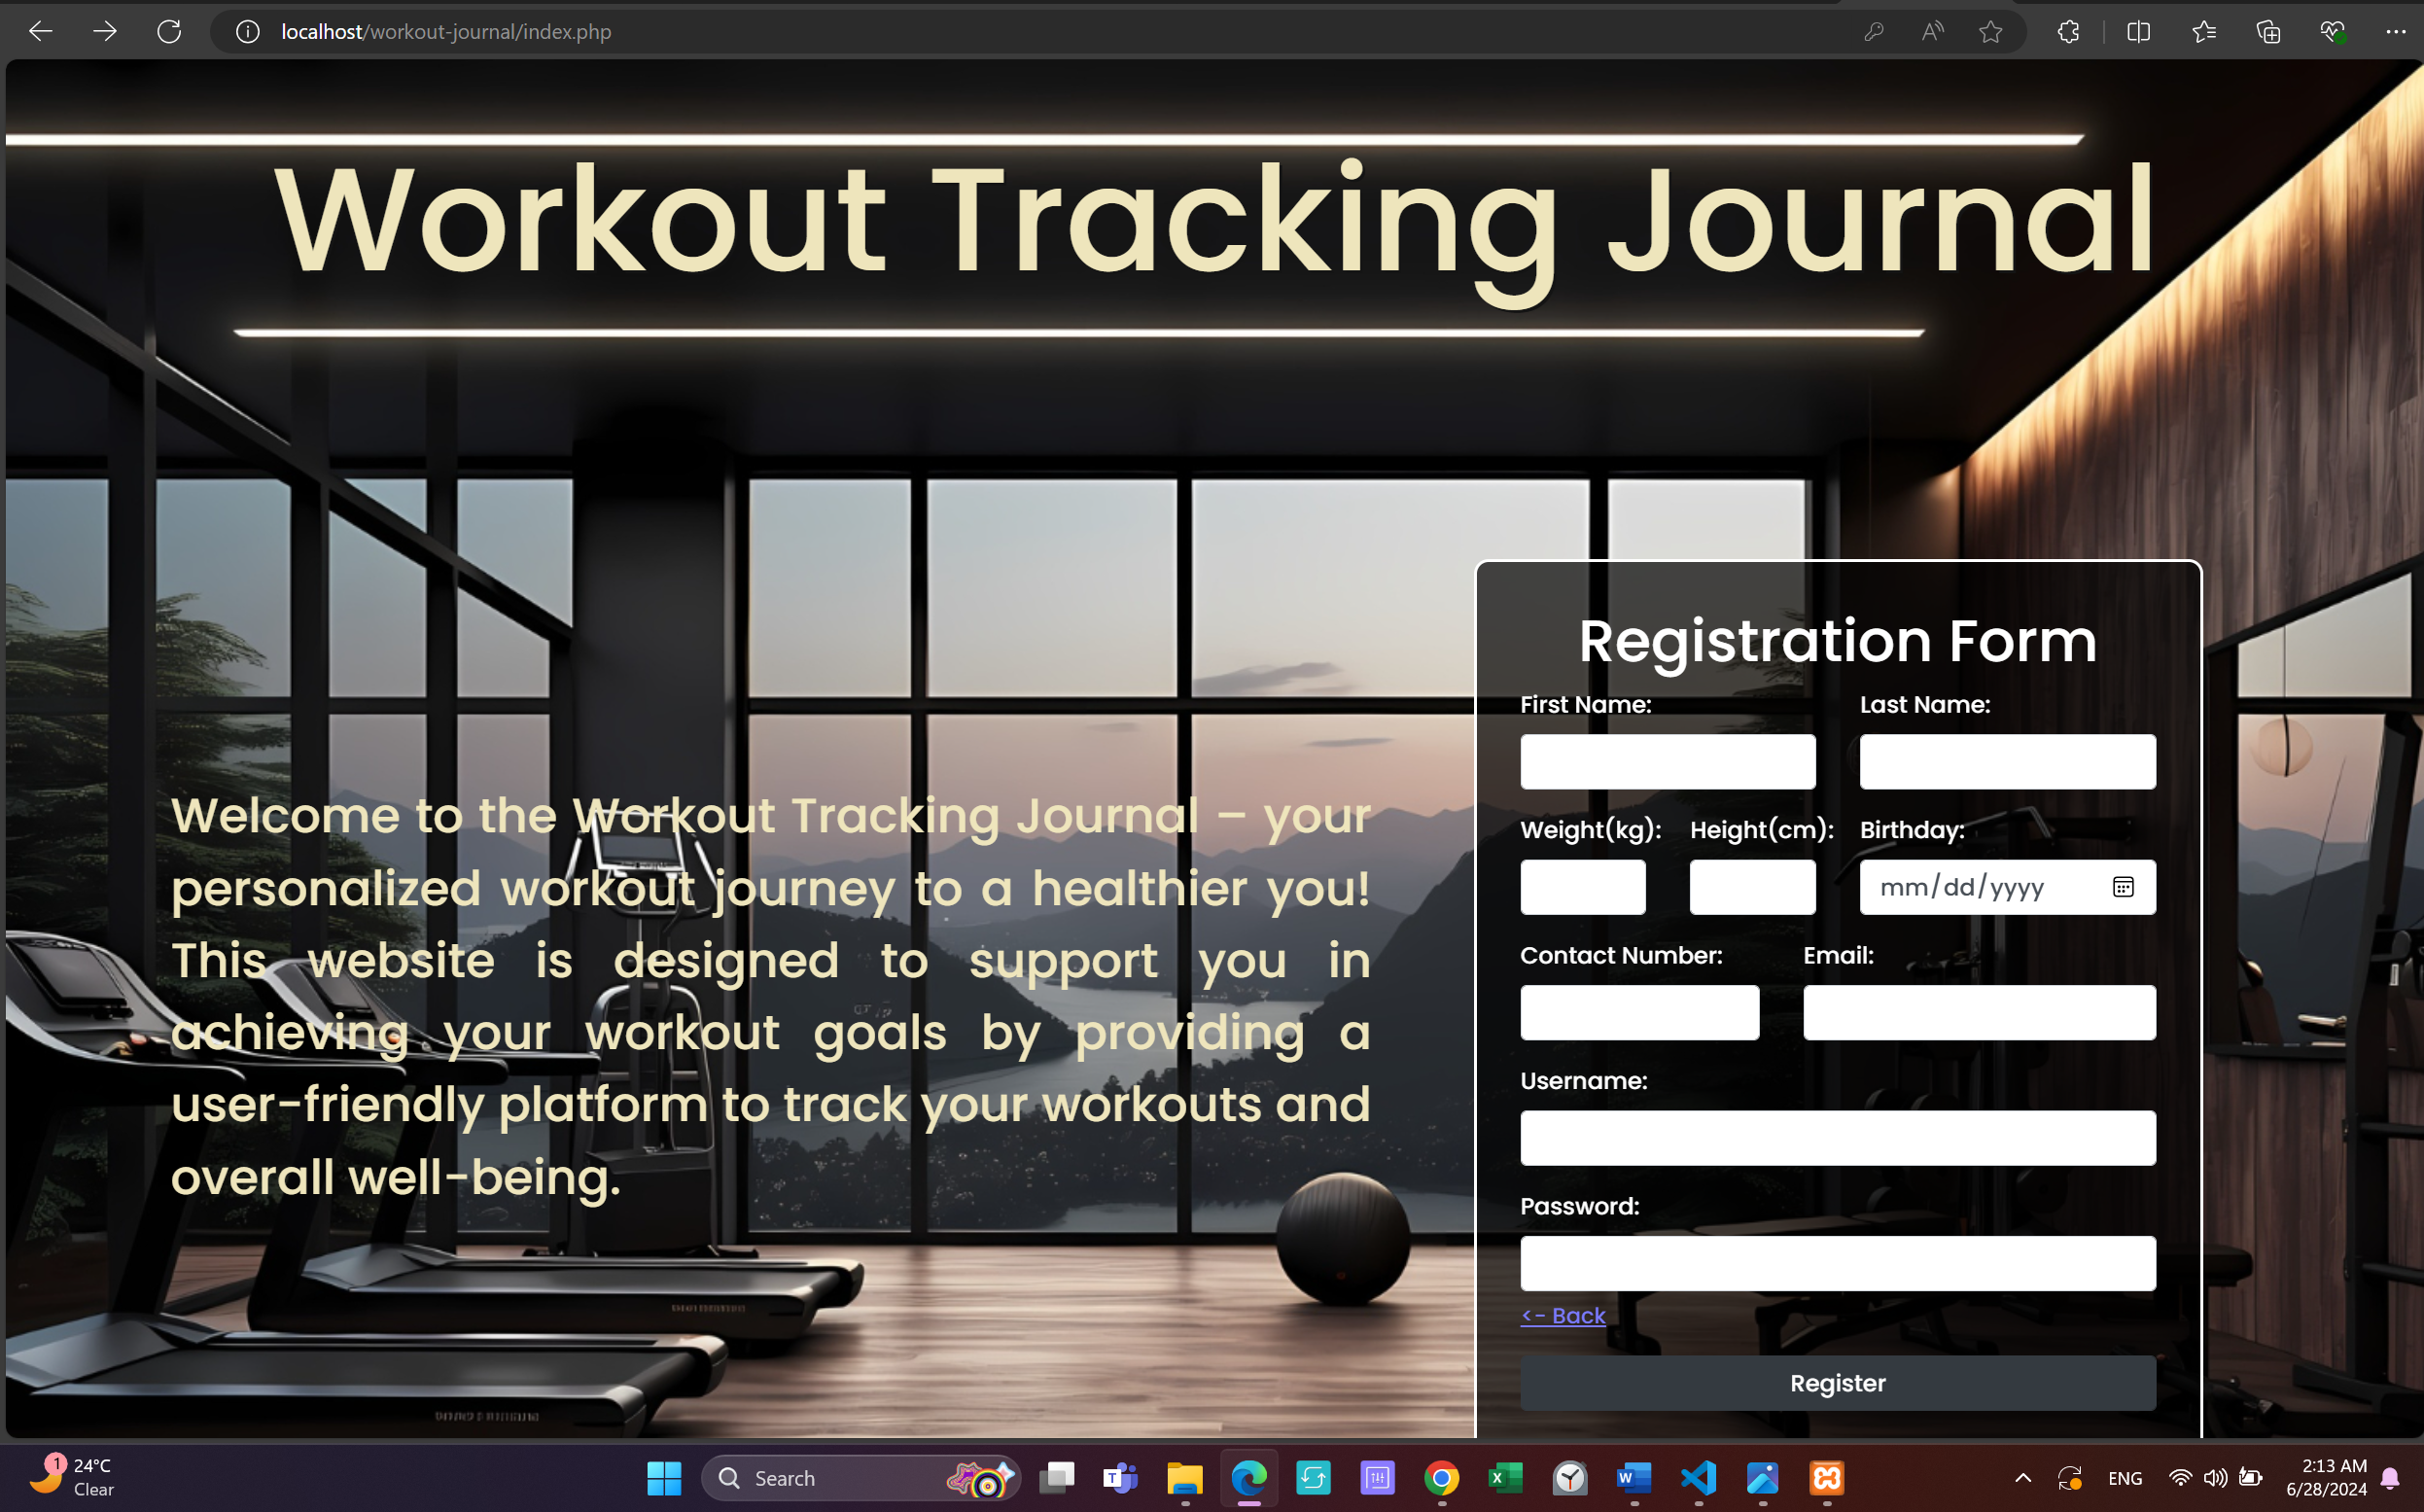 localhost/workout-journal/index.php
Workout Tracking Journal
Registration Form
First Name: Last Name:
Weight(kg): Height(cm): Birthday:
mm/dd/yyyy
Contact Number: Email:
Username:
Password:
<- Back
Register
Welcome to the Workout Tracking Journal – your
personalized workout journey to a healthier you!
This website is designed to support you in
achieving your workout goals by providing a
user-friendly platform to track your workouts and
overall well-being.
1
24°C
Clear
Search
ENG
2:13 AM
6/28/2024